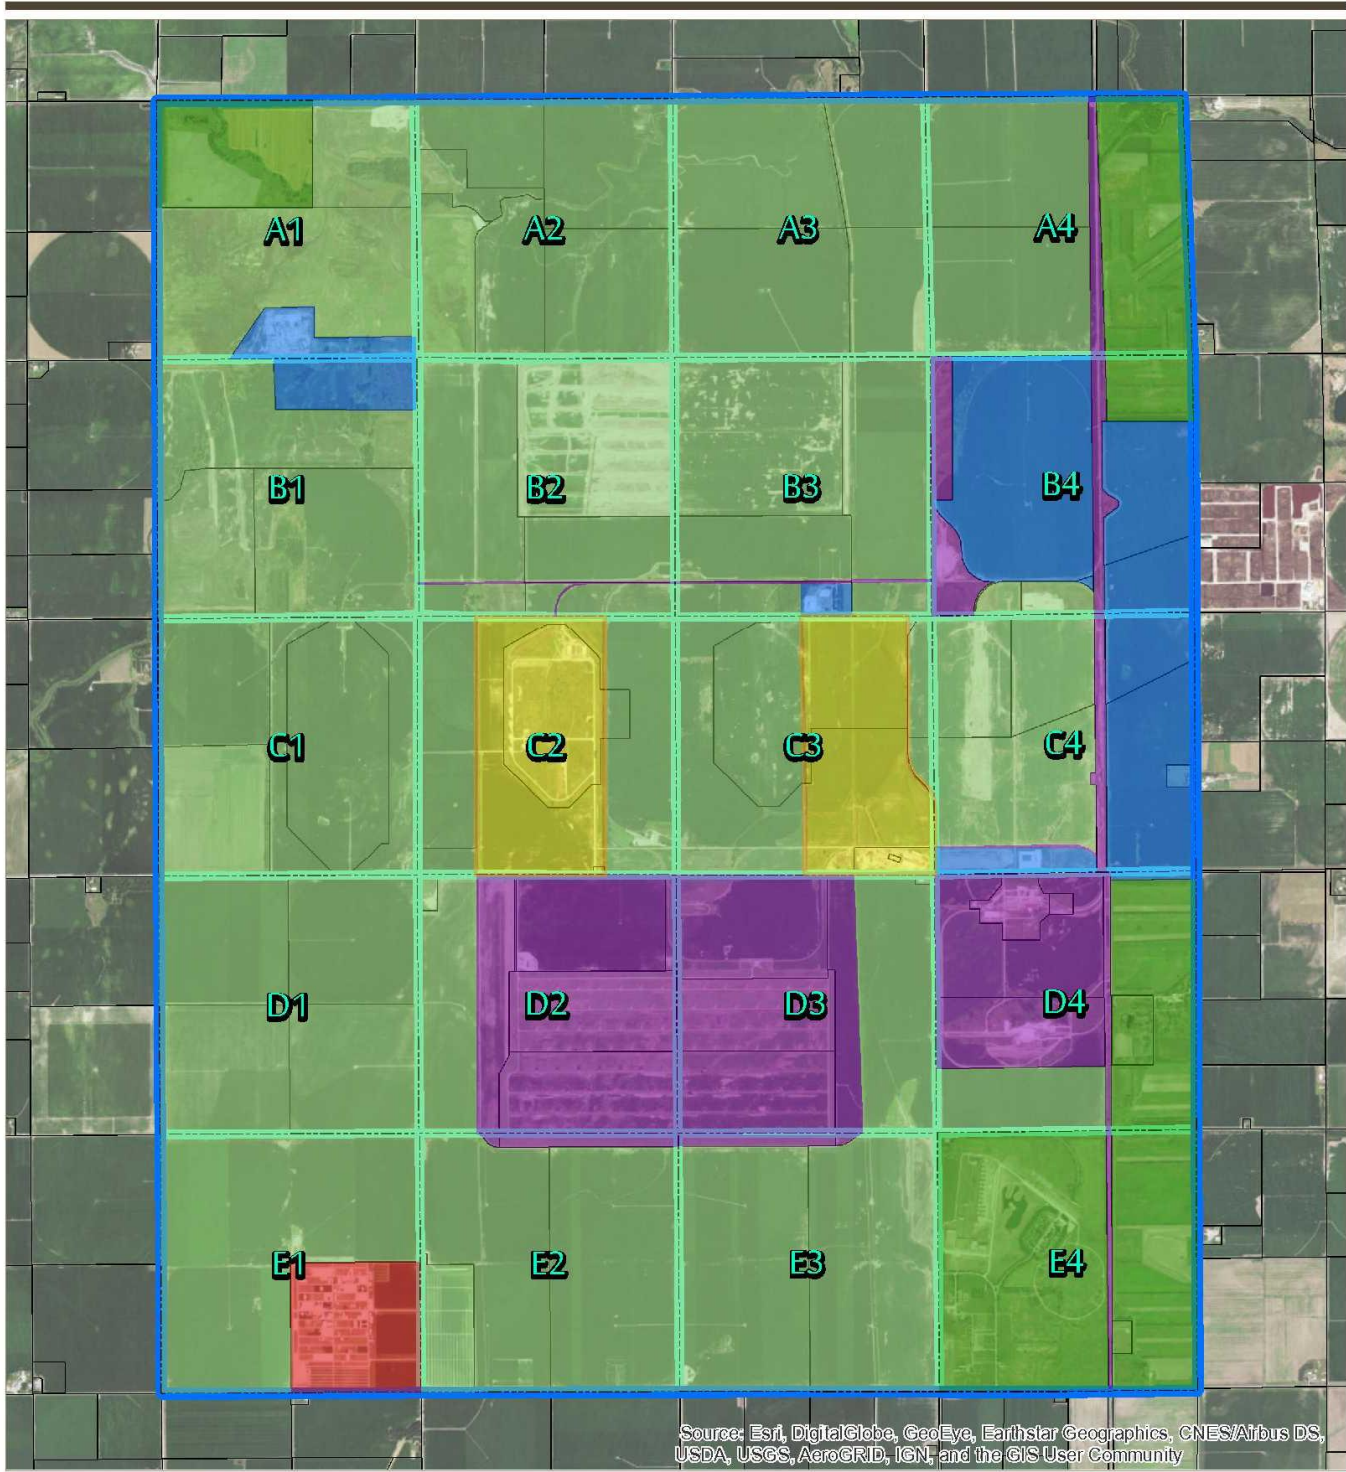 A1 A2 A3 A4
B1 B2 B3 B4
C1 C2 C3 C4
D1 D2 D3 D4
E1 E2 E3 E4
Source: Esri, DigitalGlobe, GeoEye, Earthstar Geographics, CNES/Airbus DS,
USDA, USGS, AeroGRID, IGN, and the GIS User Community